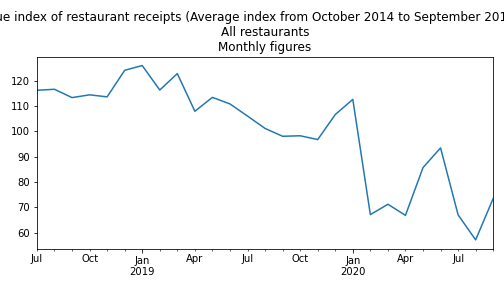 ue index of restaurant receipts (Average index from October 2014 to September 201
All restaurants
Monthly figures
120
110
100
90
80
70
60
Jul
Oct
Jan
2019
Apr
Jul
Oct
Jan
2020
Apr
Jul